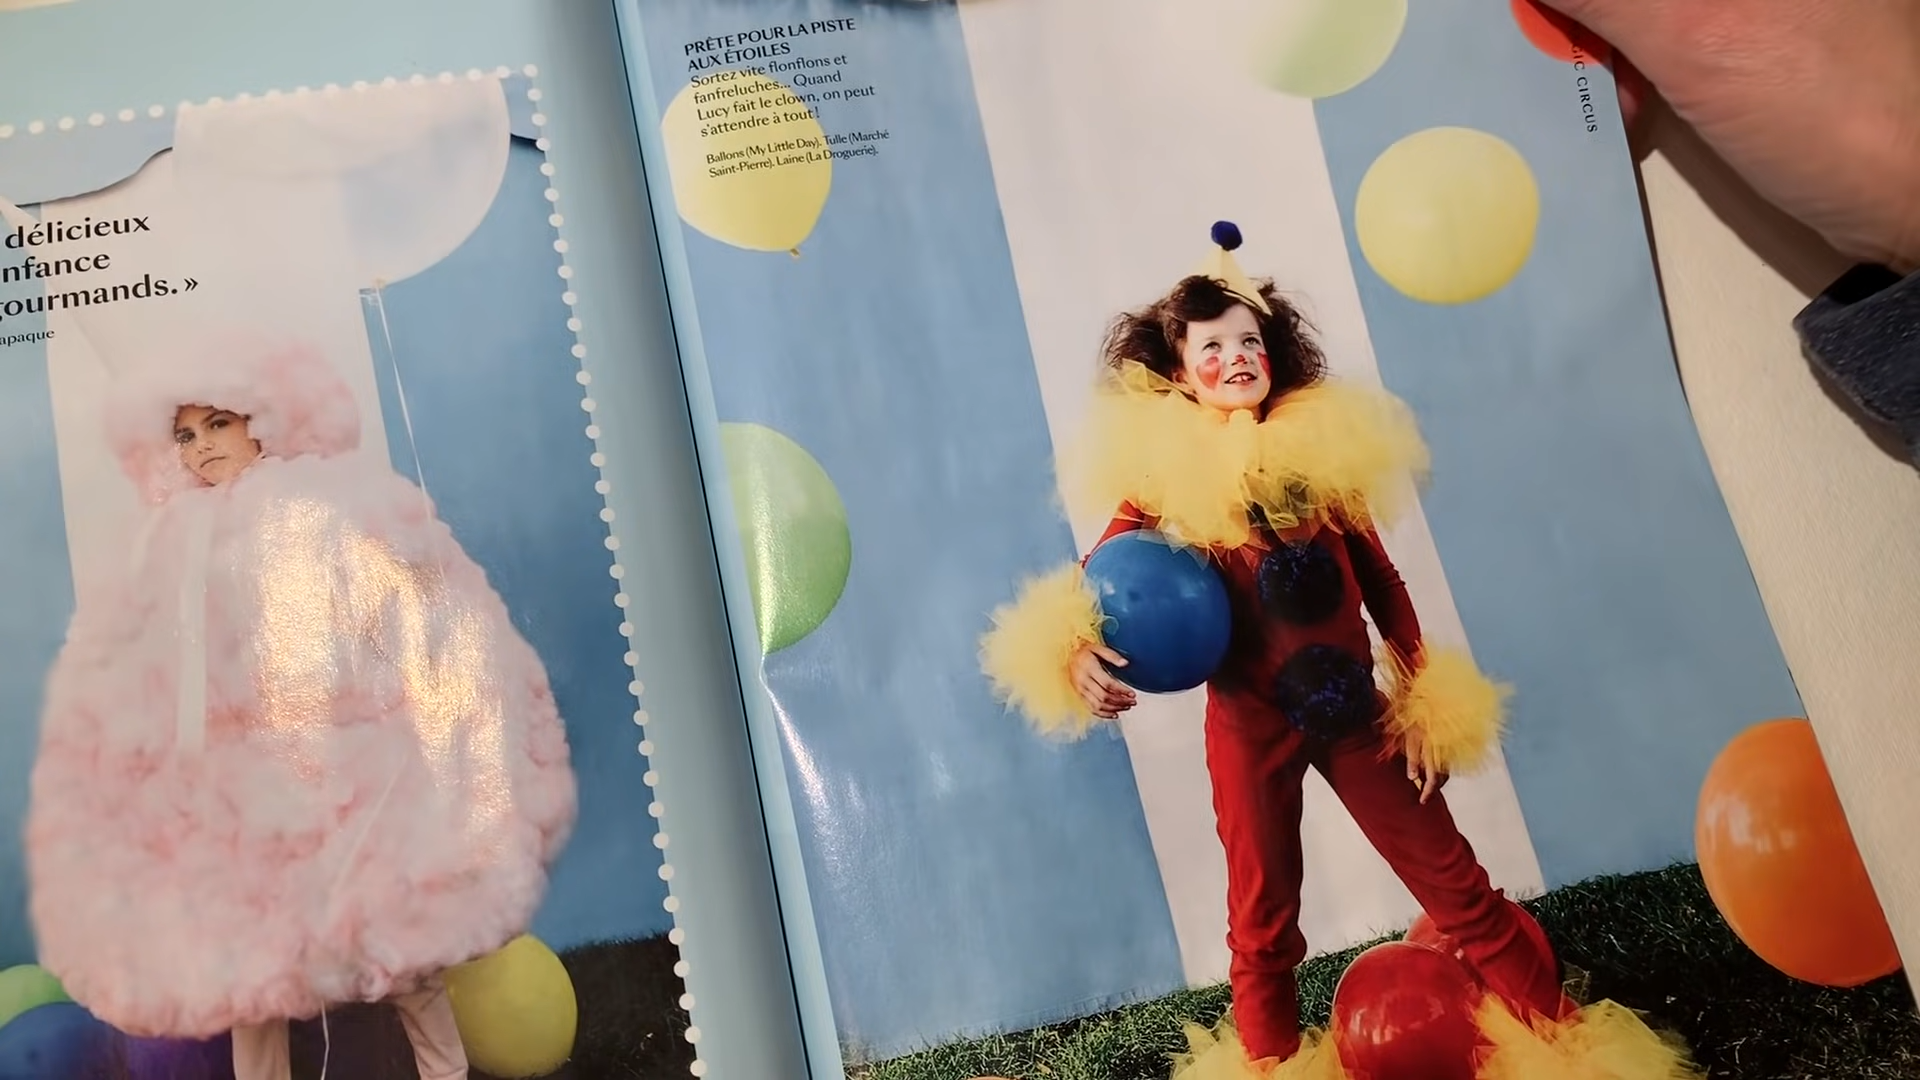 délicieux
nfance
gourmands. »
apaque
PRÊTE POUR LA PISTE
AUX ÉTOILES
Sortez vite flonflons et
fanfreluches... Quand
Lucy fait le clown, on peut
s'attendre à tout !
Ballons (My Little Day). Tulle (Marché
Saint-Pierre). Laine (La Droguerie).
GIC CIRCUS